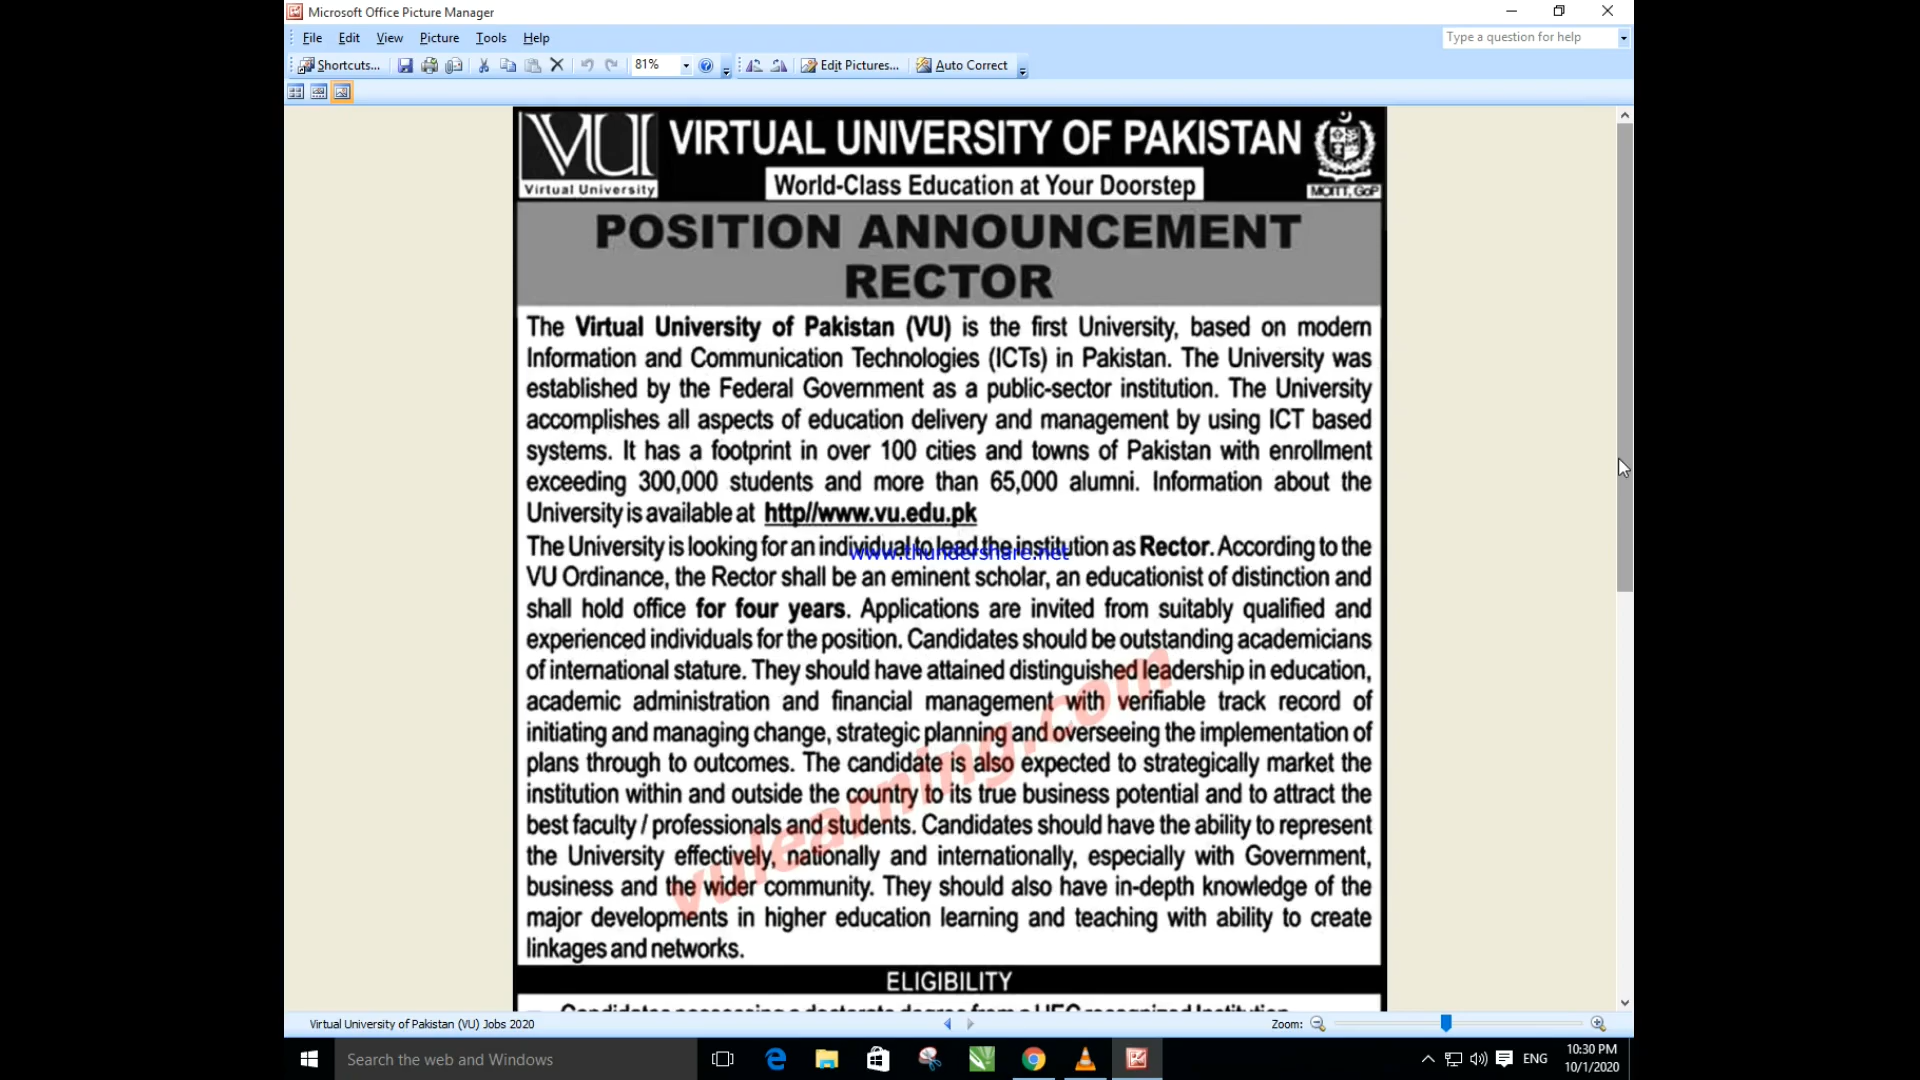 Microsoft Office Picture Manager
File Edit View Picture Tools Help
Type a question for help
Shortcuts... 81% Edit Pictures... Auto Correct
VU VIRTUAL UNIVERSITY OF PAKISTAN
Virtual University World-Class Education at Your Doorstep MOITT, GoP
POSITION ANNOUNCEMENT
RECTOR
The Virtual University of Pakistan (VU) is the first University, based on modern
Information and Communication Technologies (ICTs) in Pakistan. The University was
established by the Federal Government as a public-sector institution. The University
accomplishes all aspects of education delivery and management by using ICT based
systems. It has a footprint in over 100 cities and towns of Pakistan with enrollment
exceeding 300,000 students and more than 65,000 alumni. Information about the
University is available at http//www.vu.edu.pk
The University is looking for an individual to lead the institution as Rector. According to the
www.thundershare.net
VU Ordinance, the Rector shall be an eminent scholar, an educationist of distinction and
shall hold office for four years. Applications are invited from suitably qualified and
experienced individuals for the position. Candidates should be outstanding academicians
of international stature. They should have attained distinguished leadership in education,
academic administration and financial management with verifiable track record of
initiating and managing change, strategic planning and overseeing the implementation of
plans through to outcomes. The candidate is also expected to strategically market the
institution within and outside the country to its true business potential and to attract the
best faculty / professionals and students. Candidates should have the ability to represent
the University effectively, nationally and internationally, especially with Government,
business and the wider community. They should also have in-depth knowledge of the
major developments in higher education learning and teaching with ability to create
linkages and networks.
vulearning.com
ELIGIBILITY
Candidates possessing a doctorate degree from a HEC recognized Institution
Virtual University of Pakistan (VU) Jobs 2020 Zoom:
Search the web and Windows ENG 10:30 PM
10/1/2020